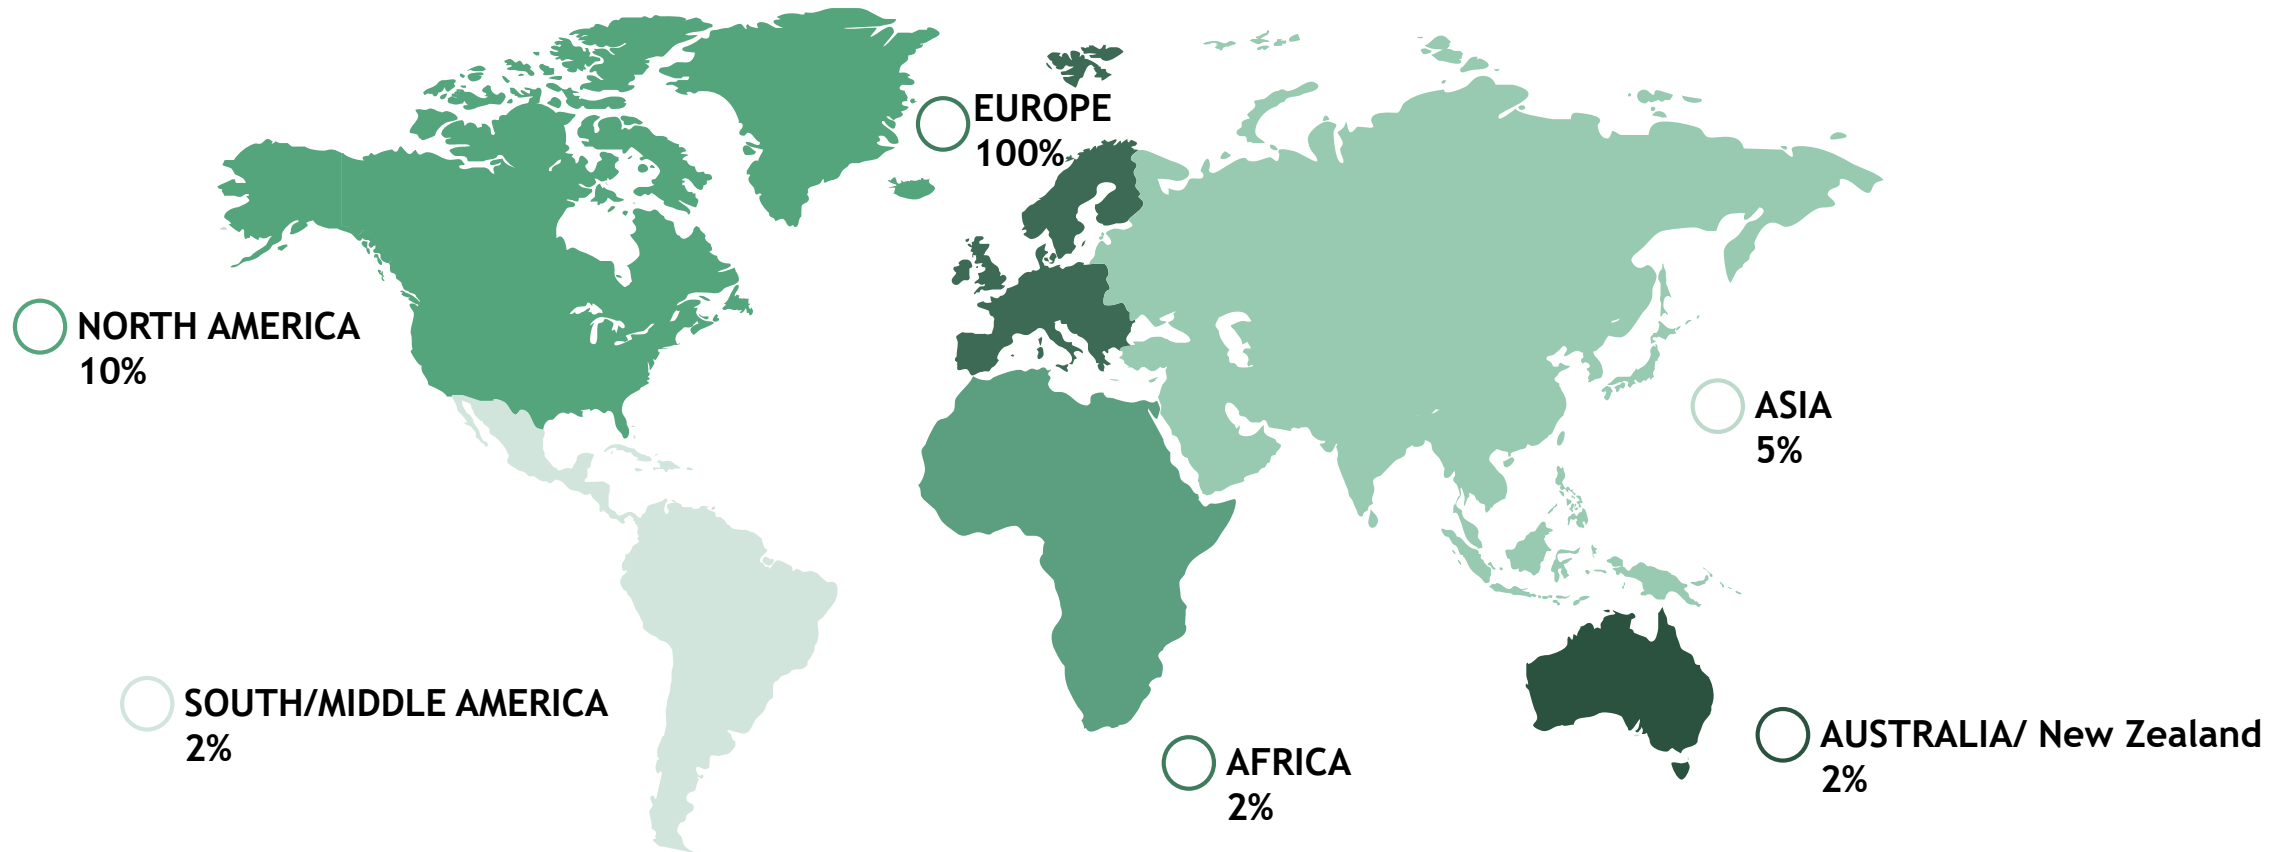 EUROPE
100%
NORTH AMERICA
10%
ASIA
5%
SOUTH/MIDDLE AMERICA
2%
AFRICA
2%
AUSTRALIA/ New Zealand
2%